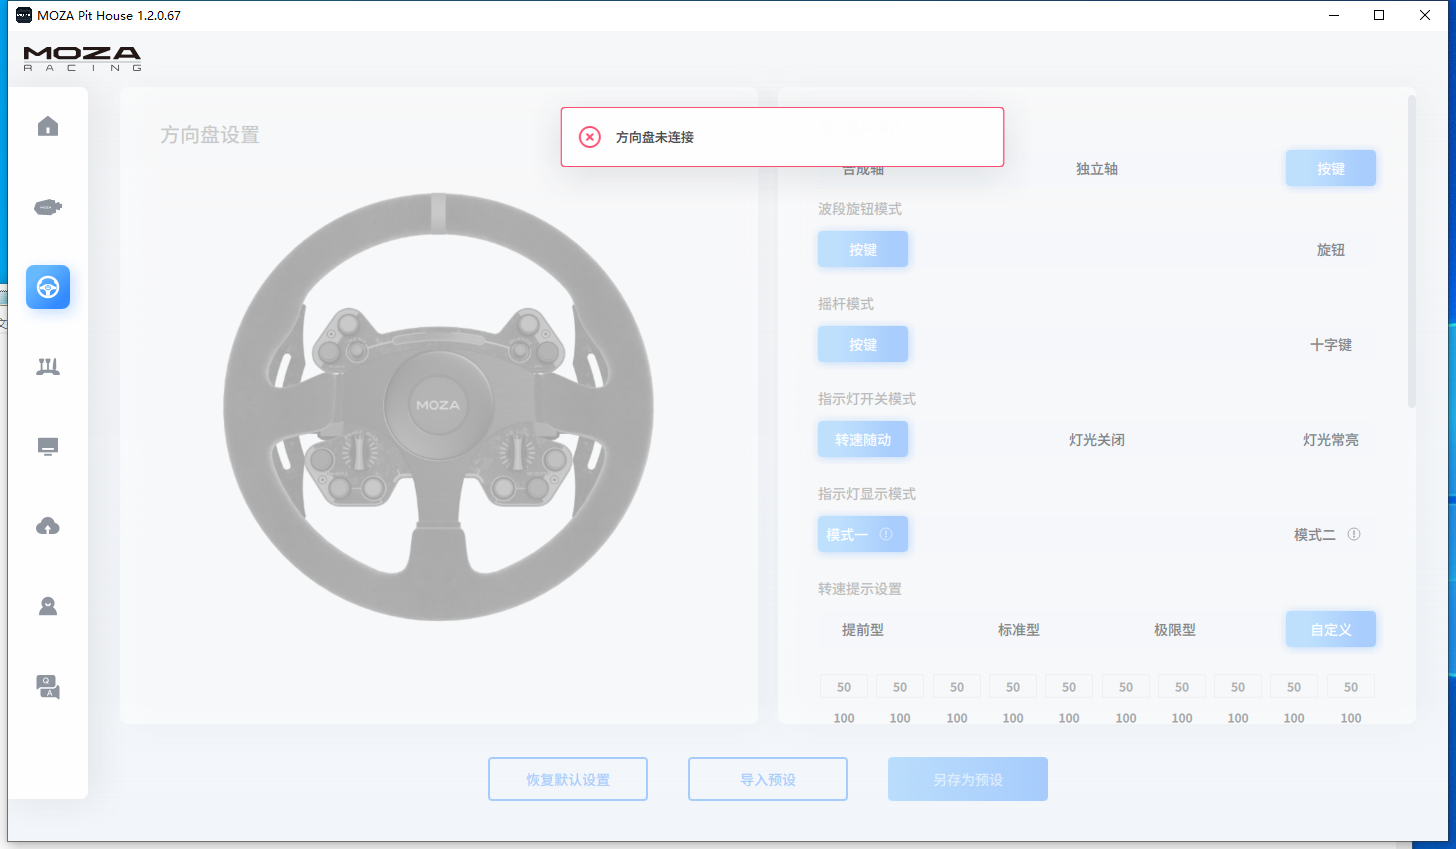 MOZA Pit House 1.2.0.67
MOZA
RACING
方向盘设置
方向盘未连接
合成轴 独立轴 按键
波段旋钮模式
按键 旋钮
摇杆模式
按键 十字键
MOZA
指示灯开关模式
转速随动 灯光关闭 灯光常亮
指示灯显示模式
模式一 模式二
转速提示设置
提前型 标准型 极限型 自定义
50 50 50 50 50 50 50 50 50 50
100 100 100 100 100 100 100 100 100 100
Q
A
恢复默认设置 导入预设 另存为预设